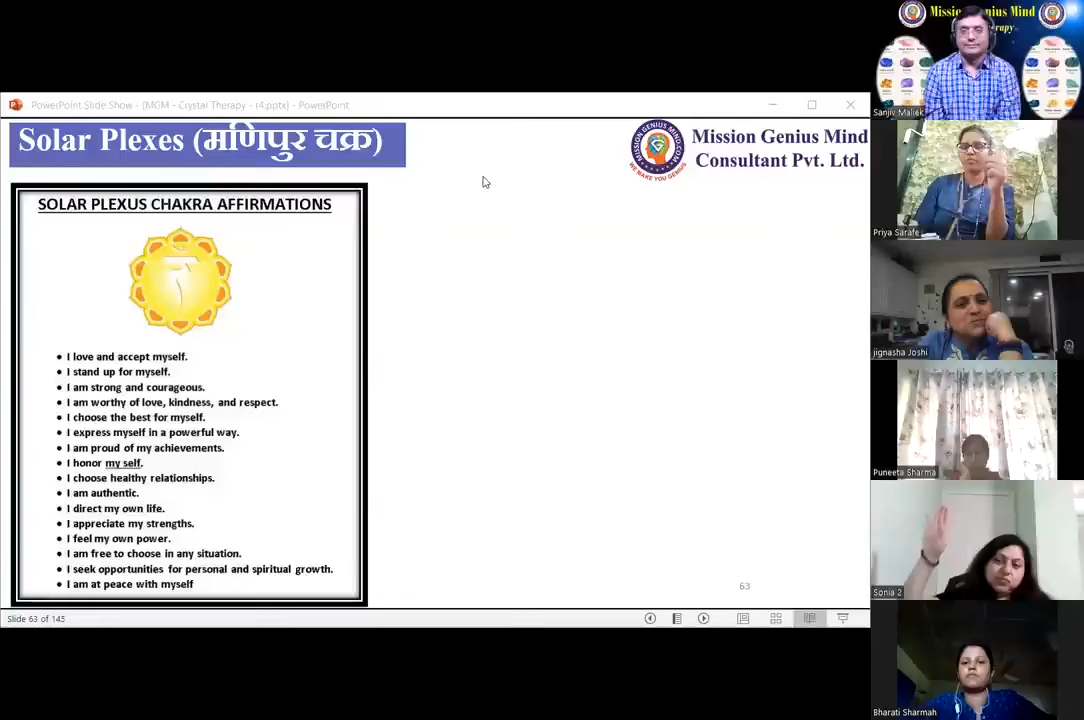 PowerPoint Slide Show - (MGM - Crystal Therapy - r4.pptx) - PowerPoint
Solar Plexes (मणिपुर चक्र)
Mission Genius Mind
Consultant Pvt. Ltd.
MISSION GENIUS MIND.COM
WE MAKE YOU GENIUS
SOLAR PLEXUS CHAKRA AFFIRMATIONS
• I love and accept myself.
• I stand up for myself.
• I am strong and courageous.
• I am worthy of love, kindness, and respect.
• I choose the best for myself.
• I express myself in a powerful way.
• I am proud of my achievements.
• I honor my self.
• I choose healthy relationships.
• I am authentic.
• I direct my own life.
• I appreciate my strengths.
• I feel my own power.
• I am free to choose in any situation.
• I seek opportunities for personal and spiritual growth.
• I am at peace with myself
63
Slide 63 of 145
Sanjiv Malick
Priya Sarafe
jignasha Joshi
Puneeta Sharma
Sonia 2
Bharati Sharmah